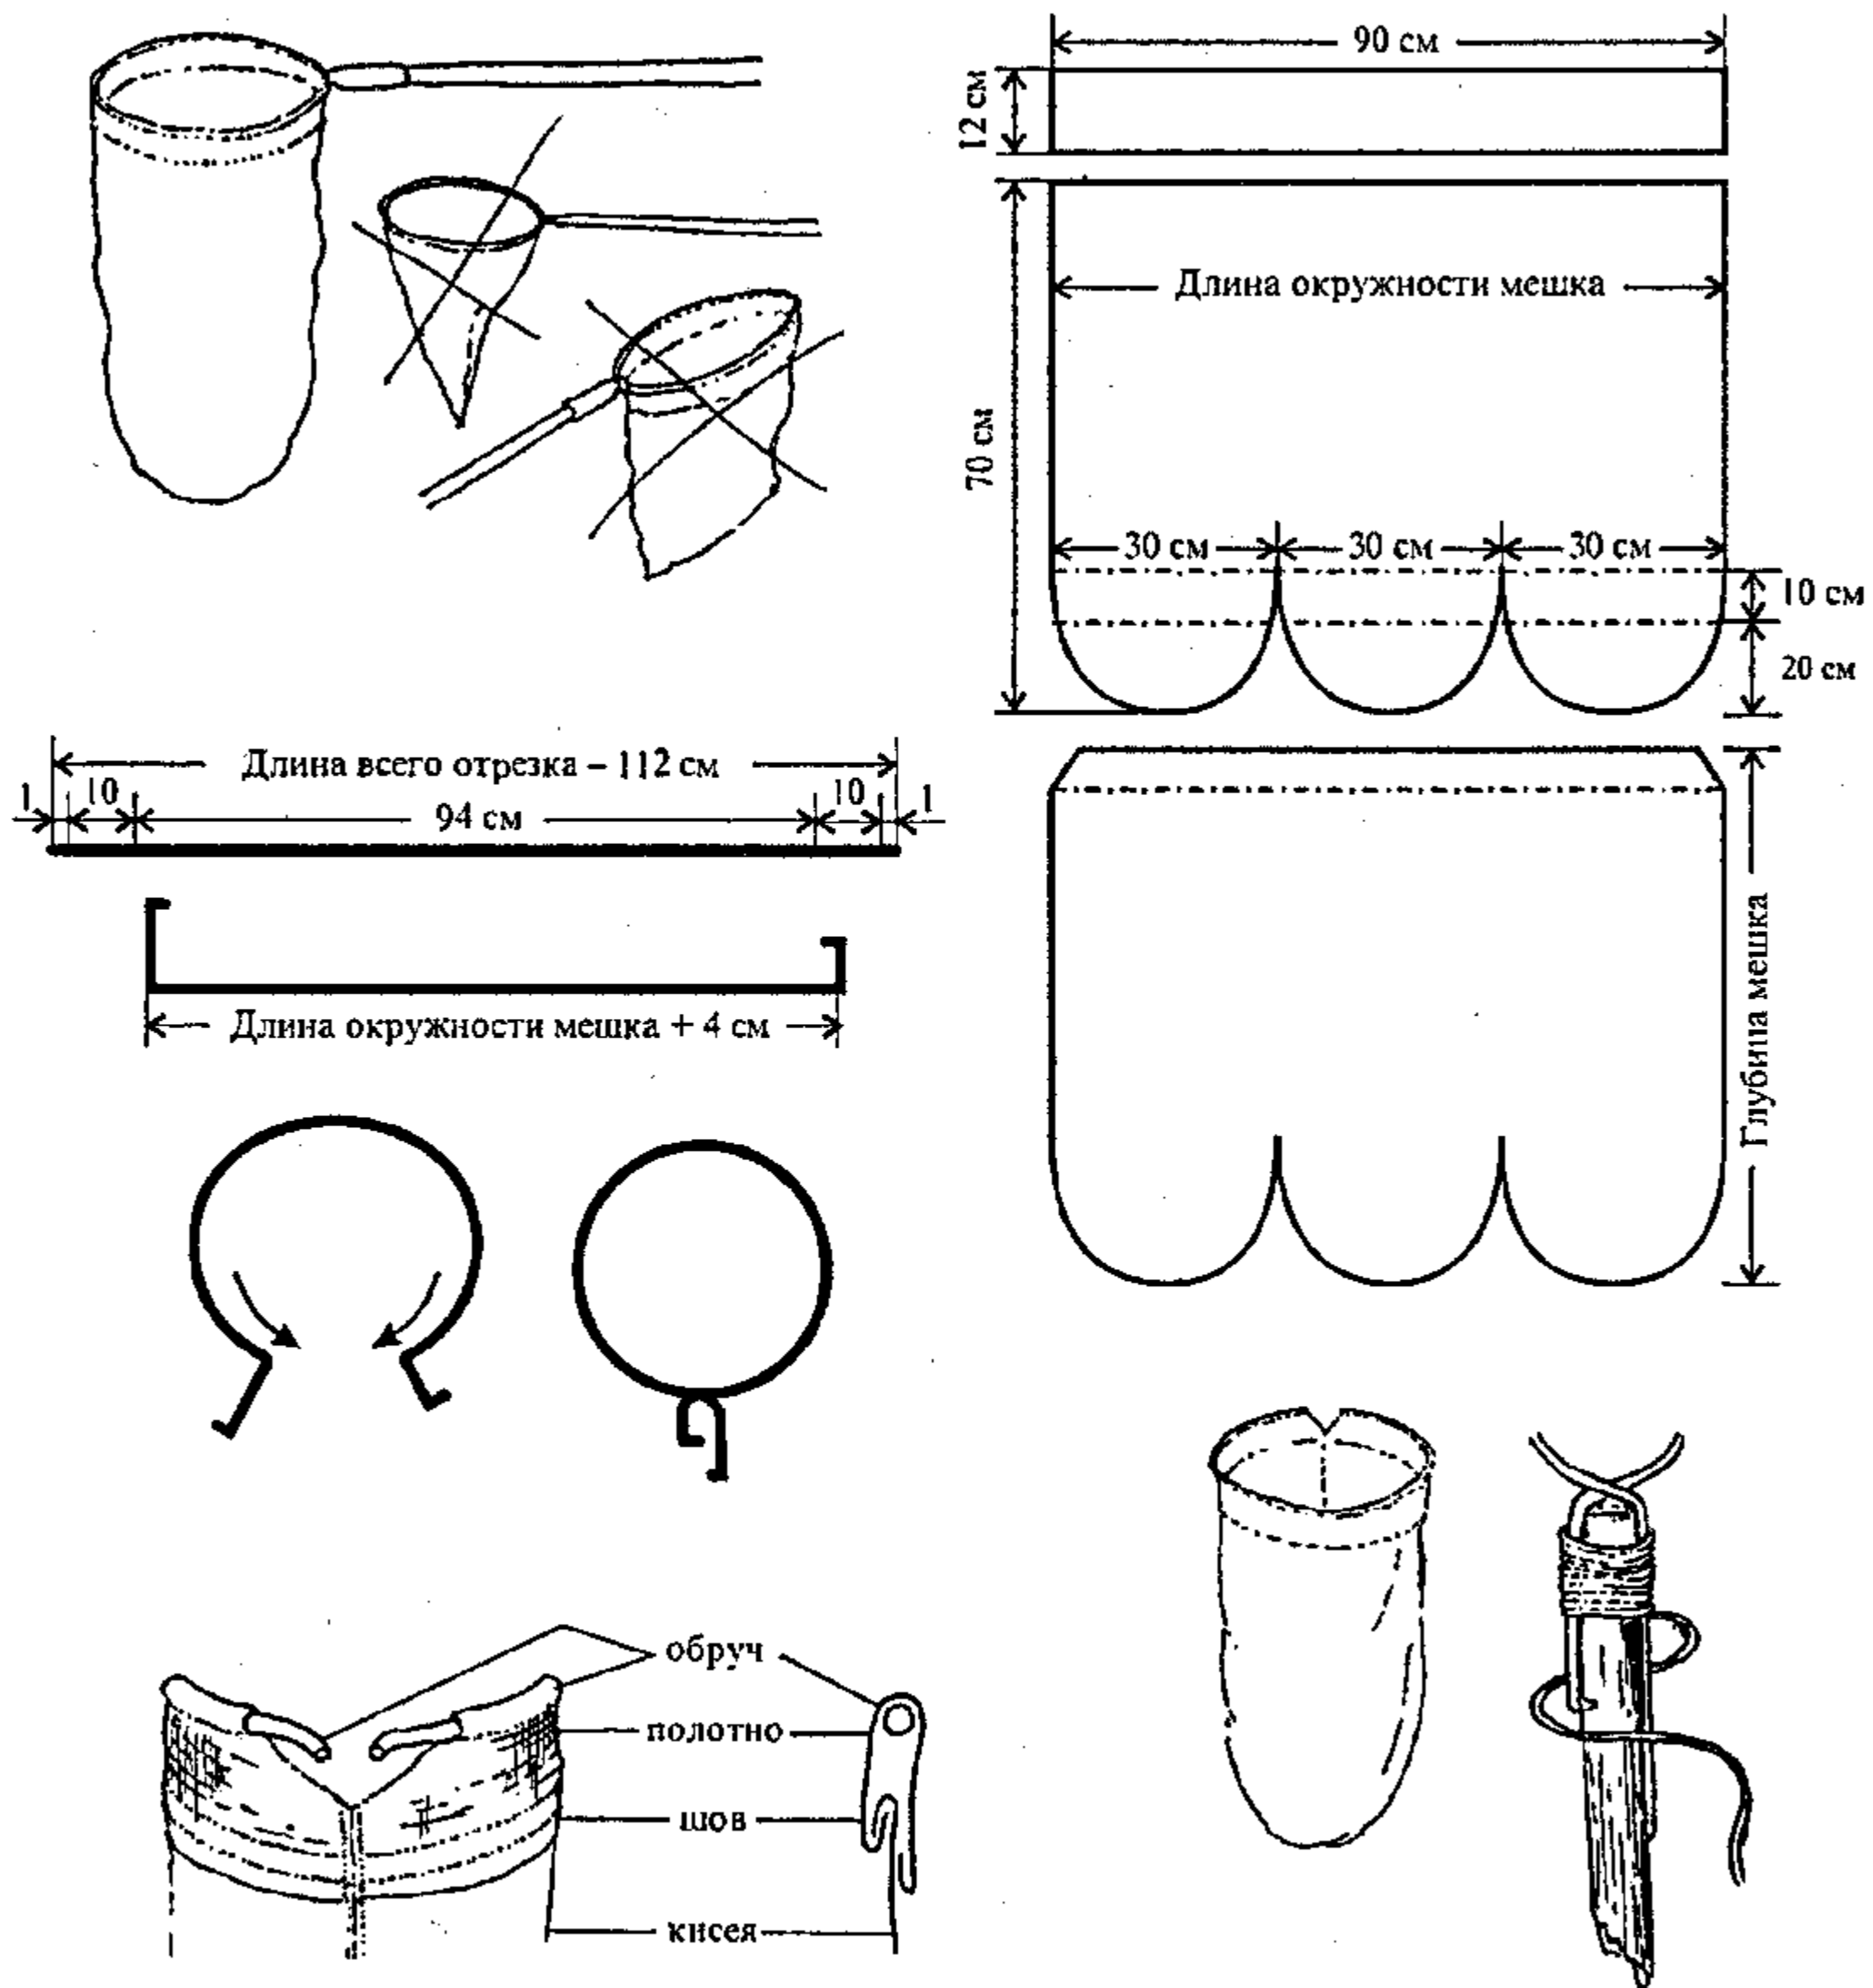 90 см
12 см
Длина окружности мешка
70 см
30 см 30 см 30 см
10 см
20 см
Длина всего отрезка – 112 см
1 10 94 см 10 1
Длина окружности мешка + 4 см
Глубина мешка
обруч
полотно
шов
кисея